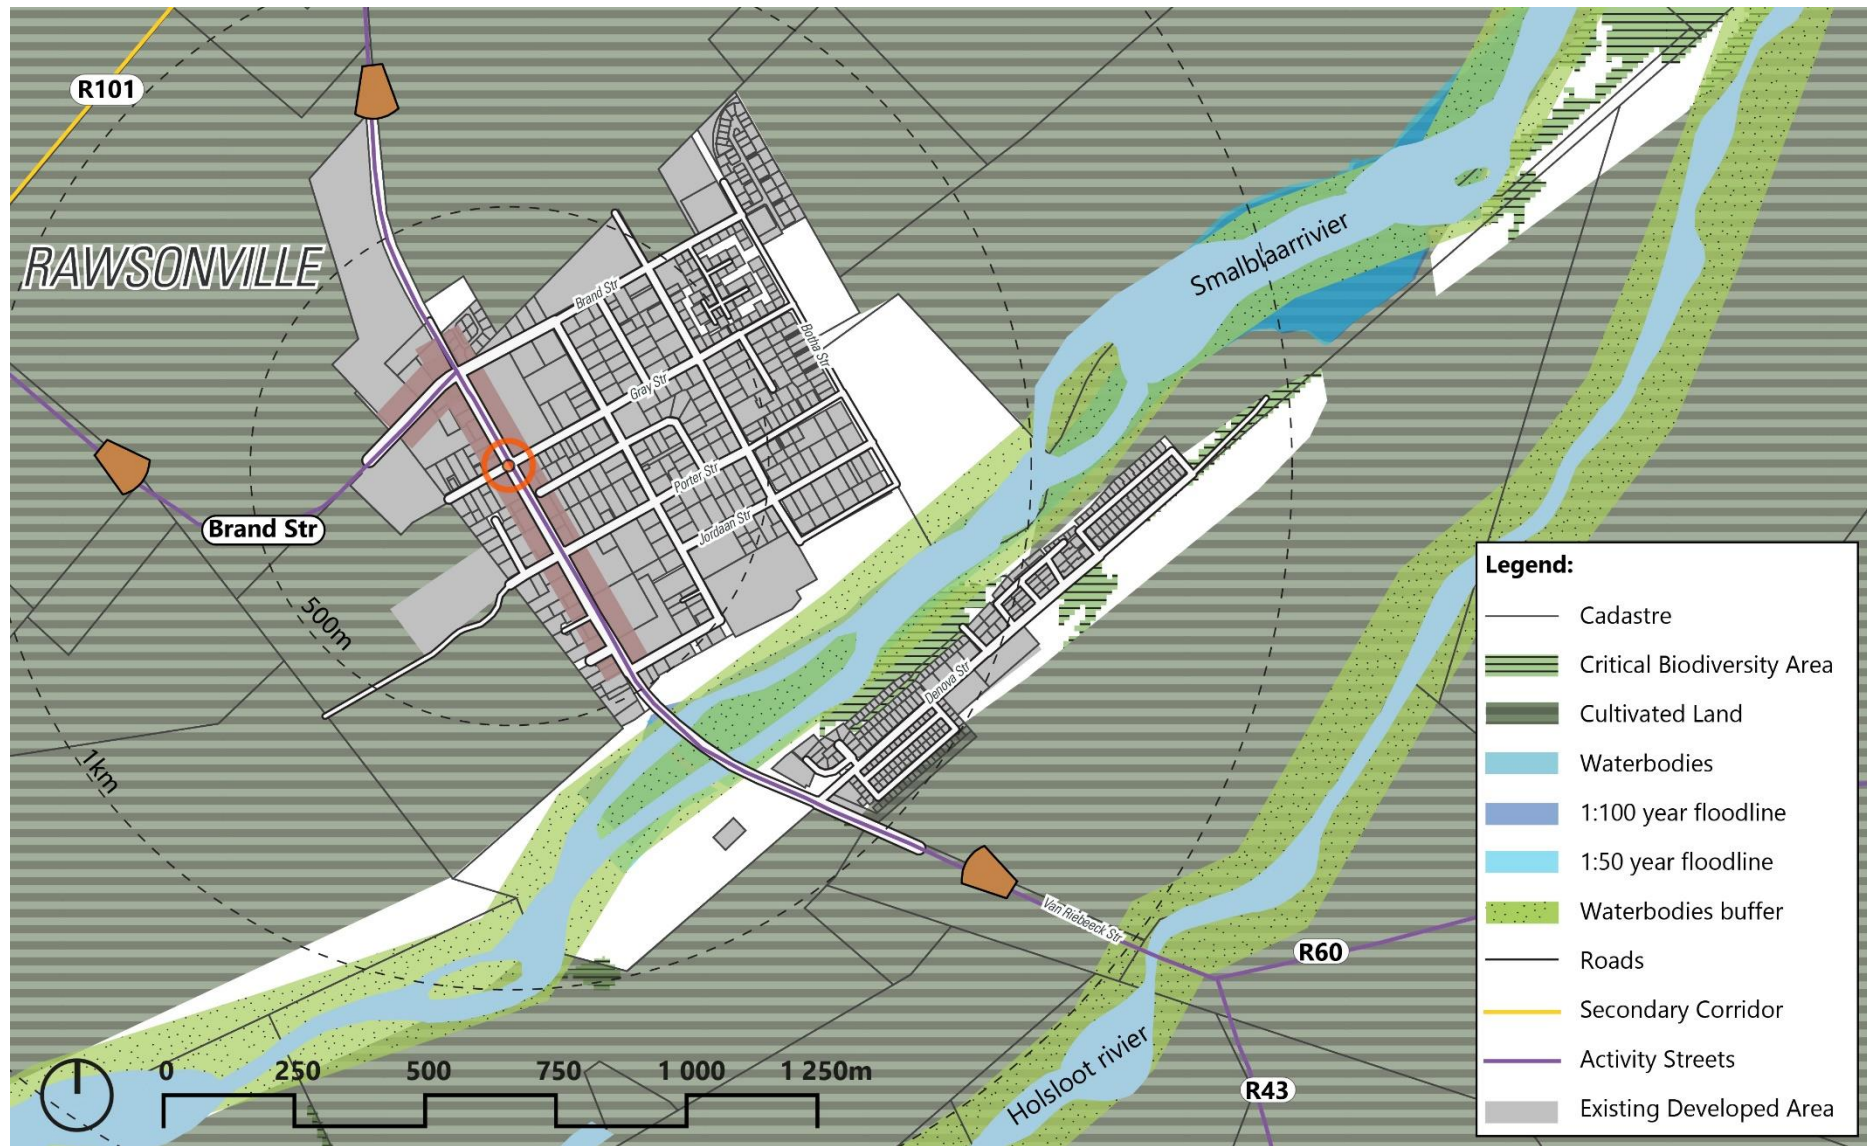 R101
RAWSONVILLE
Brand Str
Smalblaarrivier
Botha Str
Gray Str
Porter Str
Brand Str
Jordaan Str
500m
Denova Str
1km
Van Riebeeck Str
R60
R43
Holsloot rivier
0 250 500 750 1 000 1 250m
Legend:
Cadastre
Critical Biodiversity Area
Cultivated Land
Waterbodies
1:100 year floodline
1:50 year floodline
Waterbodies buffer
Roads
Secondary Corridor
Activity Streets
Existing Developed Area